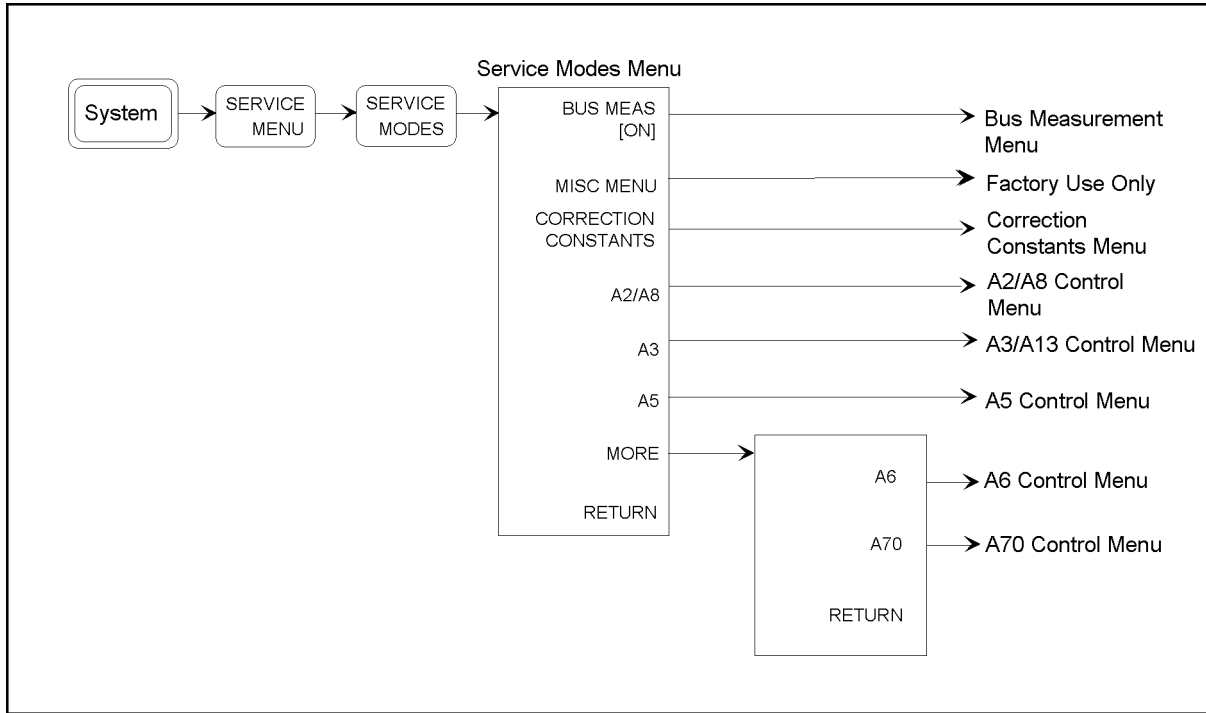 Service Modes Menu
System
SERVICE
MENU
SERVICE
MODES
BUS MEAS
[ON]
MISC MENU
CORRECTION
CONSTANTS
A2/A8
A3
A5
MORE
RETURN
Bus Measurement
Menu
Factory Use Only
Correction
Constants Menu
A2/A8 Control
Menu
A3/A13 Control Menu
A5 Control Menu
A6
A70
RETURN
A6 Control Menu
A70 Control Menu